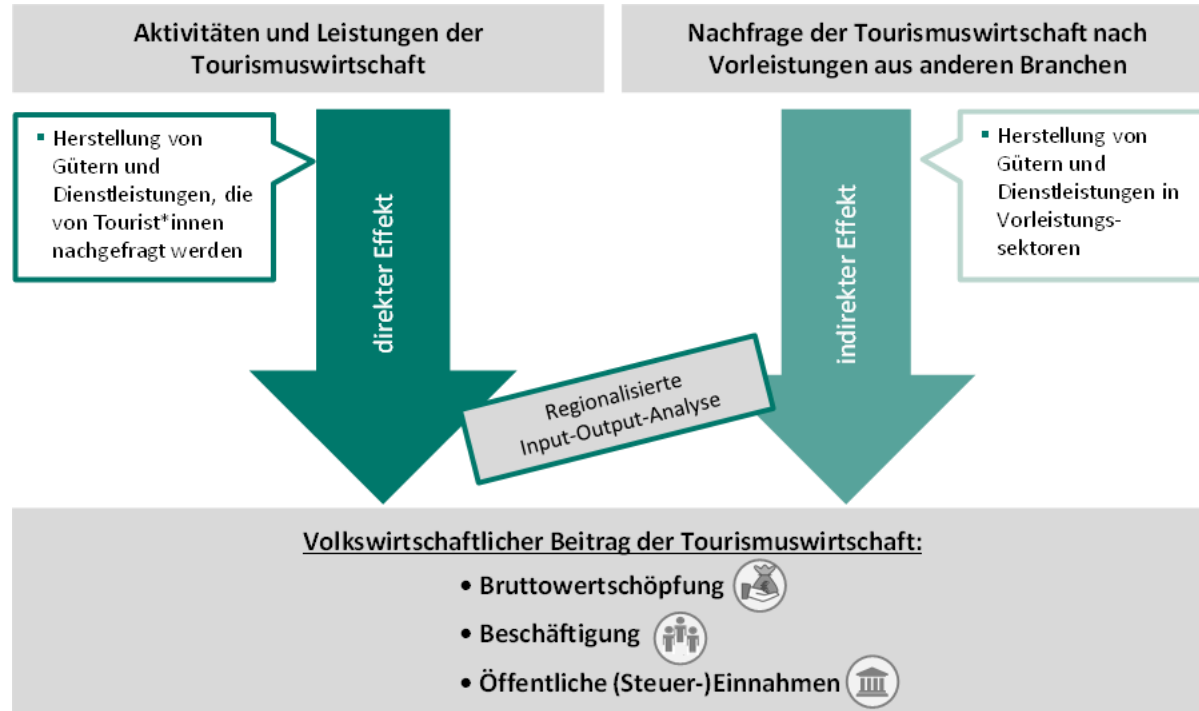 Aktivitäten und Leistungen der
Tourismuswirtschaft
Nachfrage der Tourismuswirtschaft nach
Vorleistungen aus anderen Branchen
▪ Herstellung von
Gütern und
Dienstleistungen, die
von Tourist*innen
nachgefragt werden
direkter Effekt
indirekter Effekt
▪ Herstellung von
Gütern und
Dienstleistungen in
Vorleistungs-
sektoren
Regionalisierte
Input-Output-Analyse
Volkswirtschaftlicher Beitrag der Tourismuswirtschaft:
• Bruttowertschöpfung
• Beschäftigung
• Öffentliche (Steuer-)Einnahmen